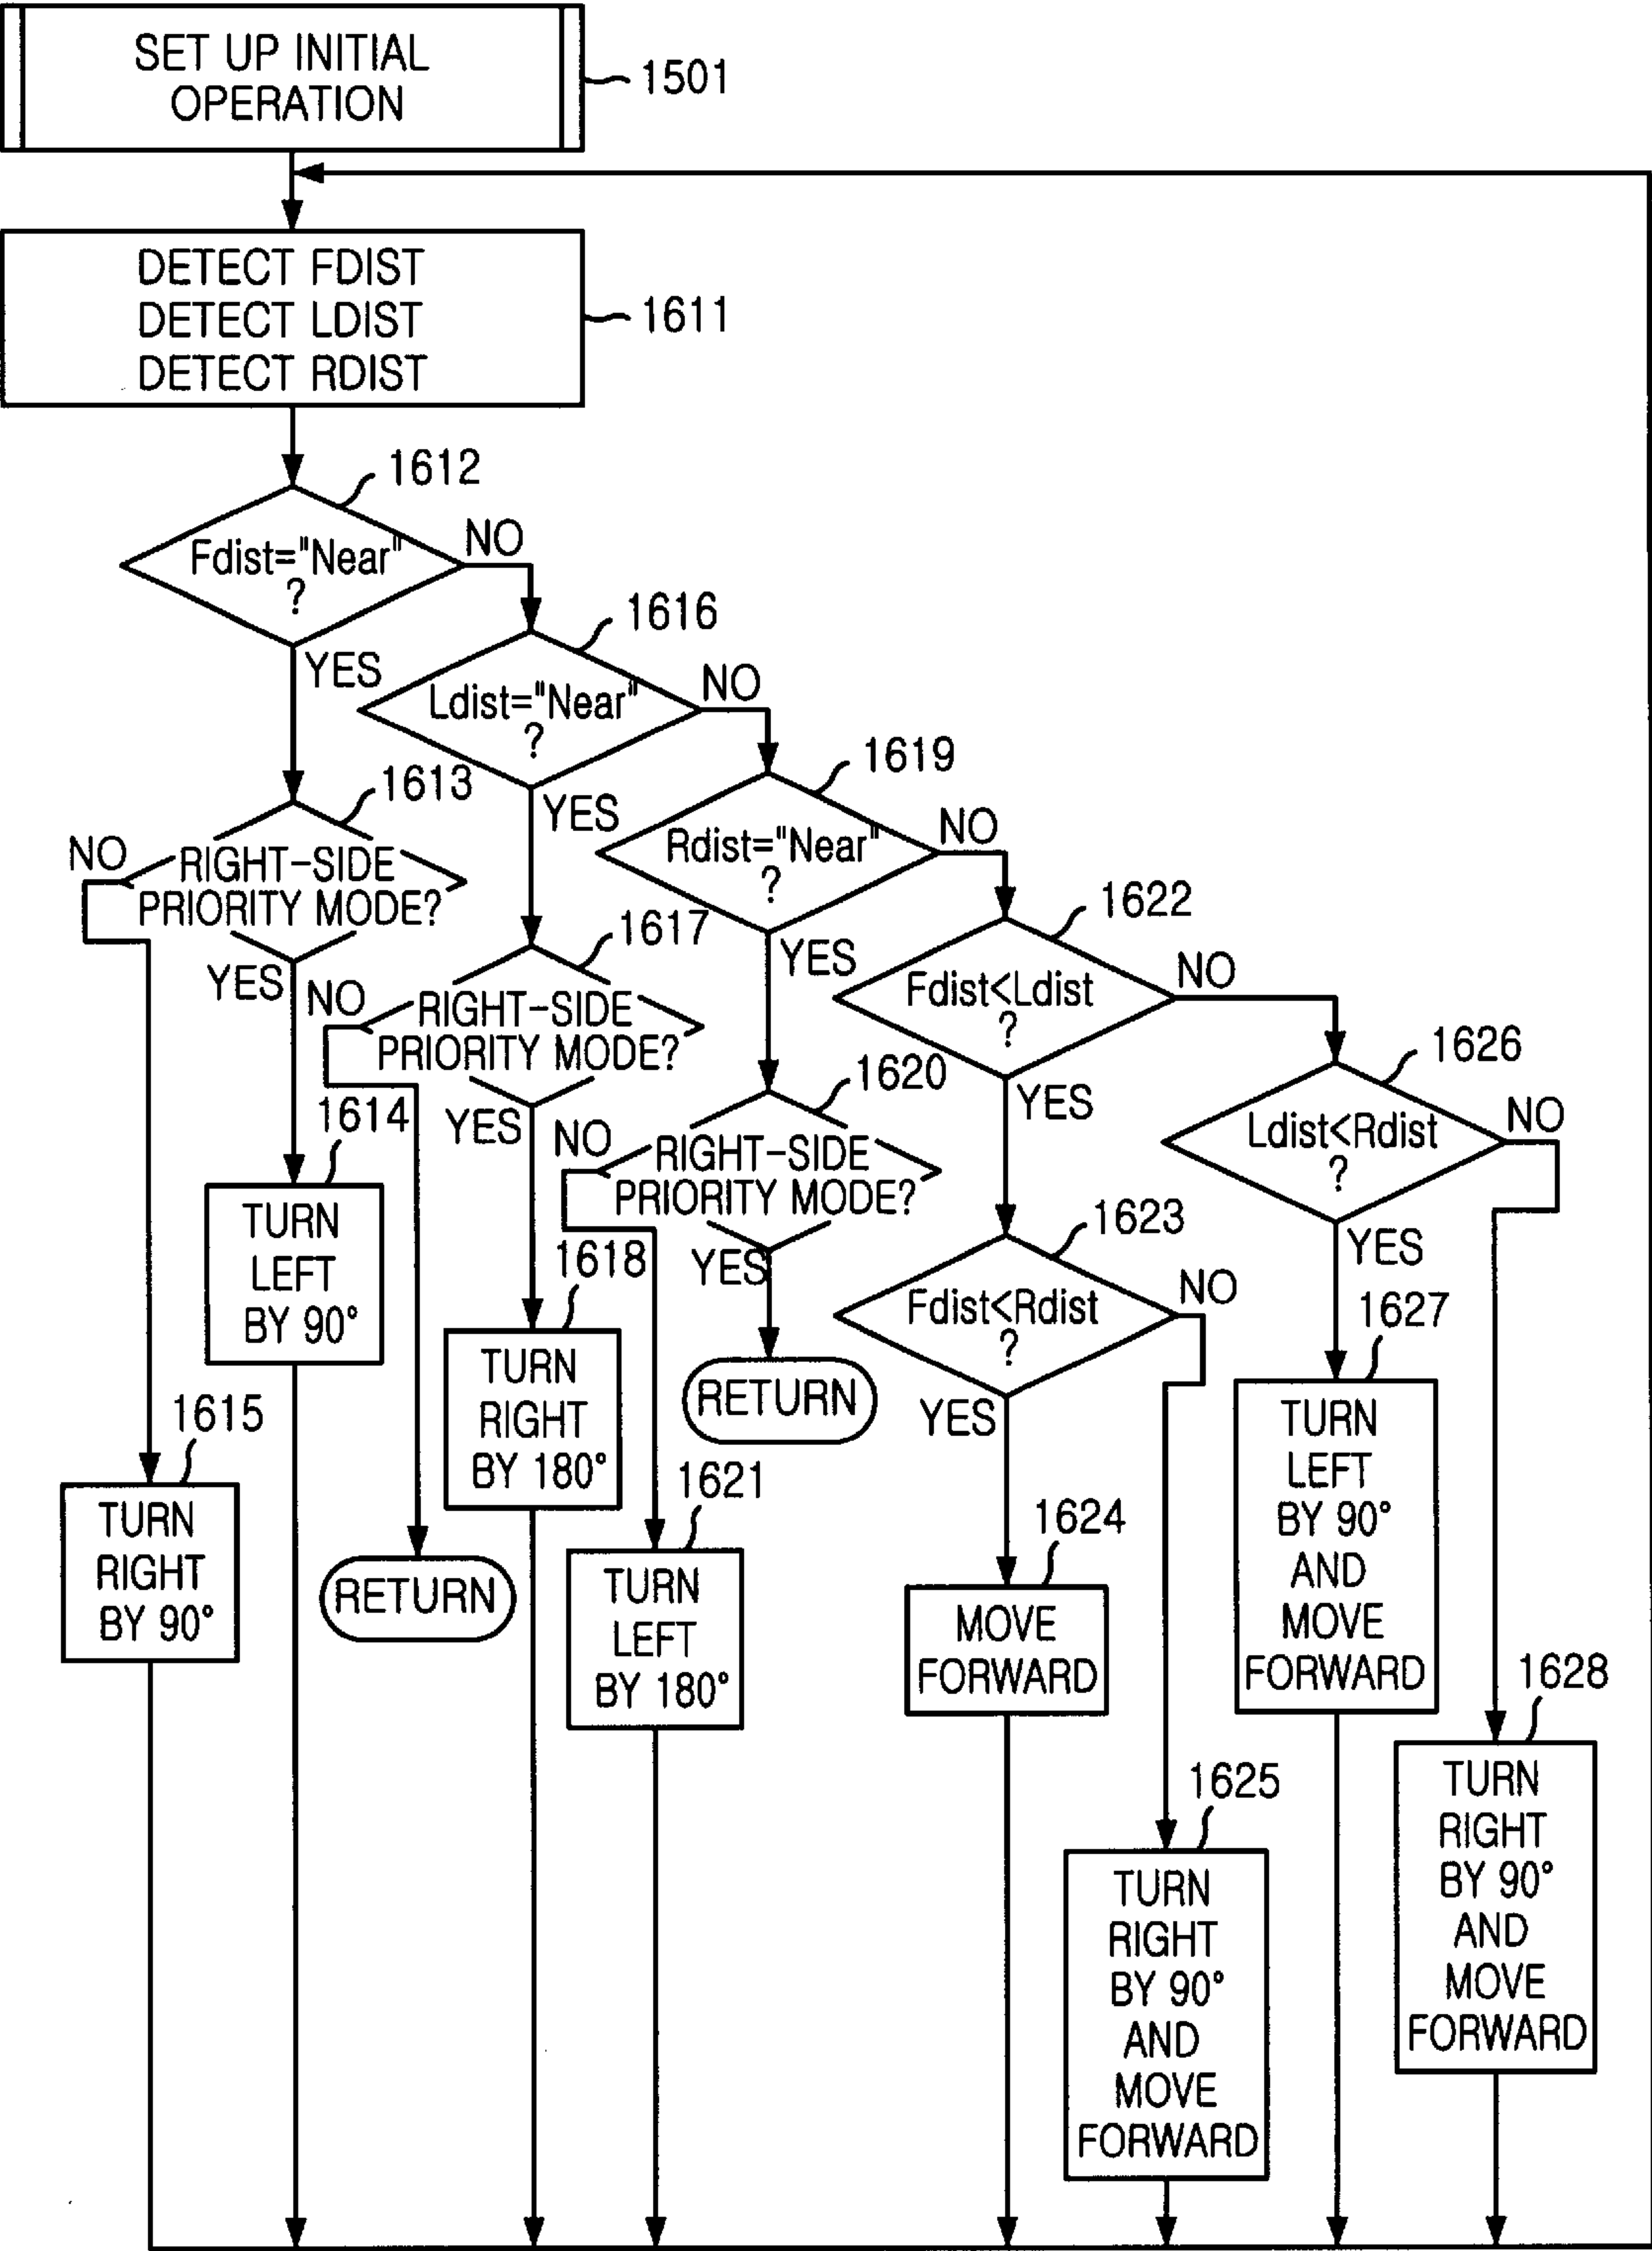 SET UP INITIAL
OPERATION
1501
DETECT FDIST
DETECT LDIST
DETECT RDIST
1611
1612
Fdist="Near"
?
NO
YES
1616
Ldist="Near"
?
NO
YES
1613
NO
RIGHT-SIDE
PRIORITY MODE?
YES
1619
Rdist="Near"
?
NO
YES
1617
NO
RIGHT-SIDE
PRIORITY MODE?
YES
1622
Fdist<Ldist
?
NO
YES
1614
TURN
LEFT
BY 90°
1620
NO
RIGHT-SIDE
PRIORITY MODE?
YES
1626
Ldist<Rdist
?
NO
YES
1623
Fdist<Rdist
?
NO
YES
1618
TURN
RIGHT
BY 180°
RETURN
1627
TURN
LEFT
BY 90°
AND
MOVE
FORWARD
1615
TURN
RIGHT
BY 90°
RETURN
1621
TURN
LEFT
BY 180°
1624
MOVE
FORWARD
1628
TURN
RIGHT
BY 90°
AND
MOVE
FORWARD
1625
TURN
RIGHT
BY 90°
AND
MOVE
FORWARD